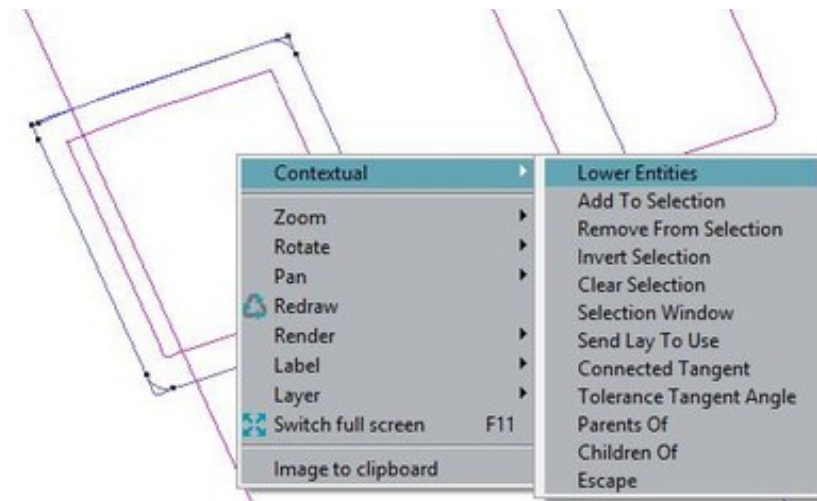 Contextual
Zoom
Rotate
Pan
Redraw
Render
Label
Layer
Switch full screen F11
Image to clipboard
Lower Entities
Add To Selection
Remove From Selection
Invert Selection
Clear Selection
Selection Window
Send Lay To Use
Connected Tangent
Tolerance Tangent Angle
Parents Of
Children Of
Escape